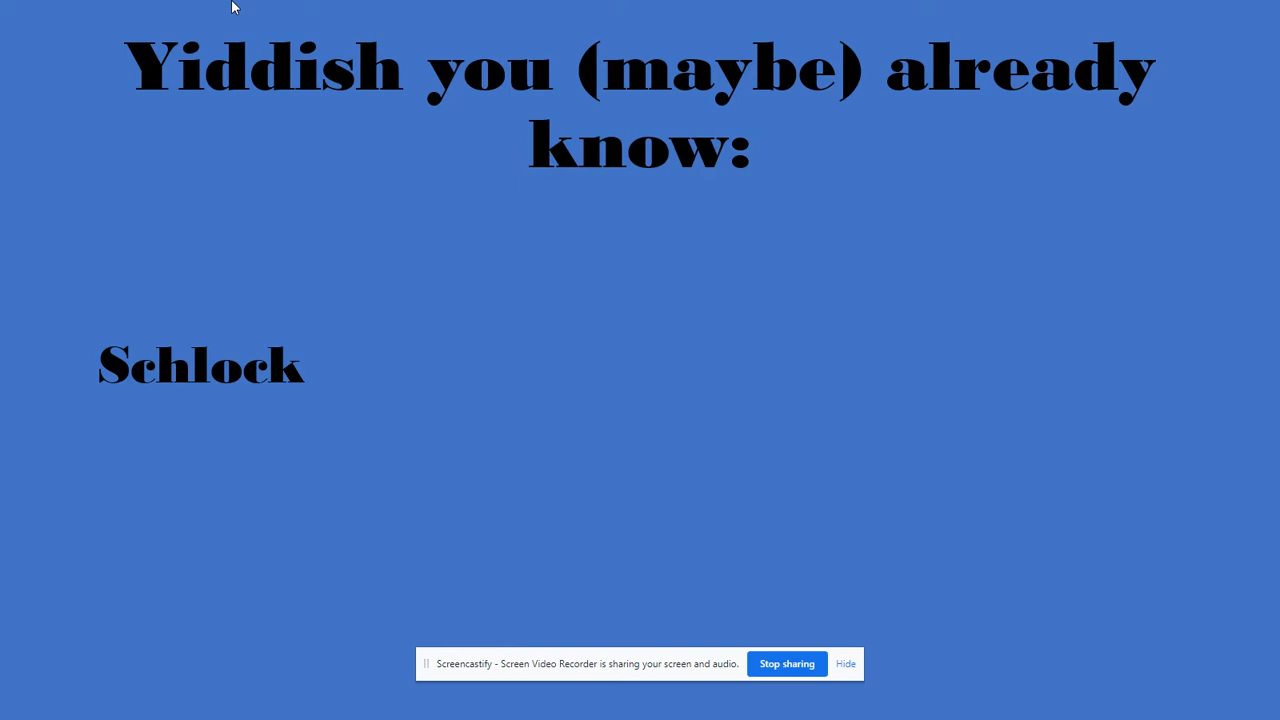 Yiddish you (maybe) already
know:
Schlock
Screencastify - Screen Video Recorder is sharing your screen and audio. Stop sharing Hide